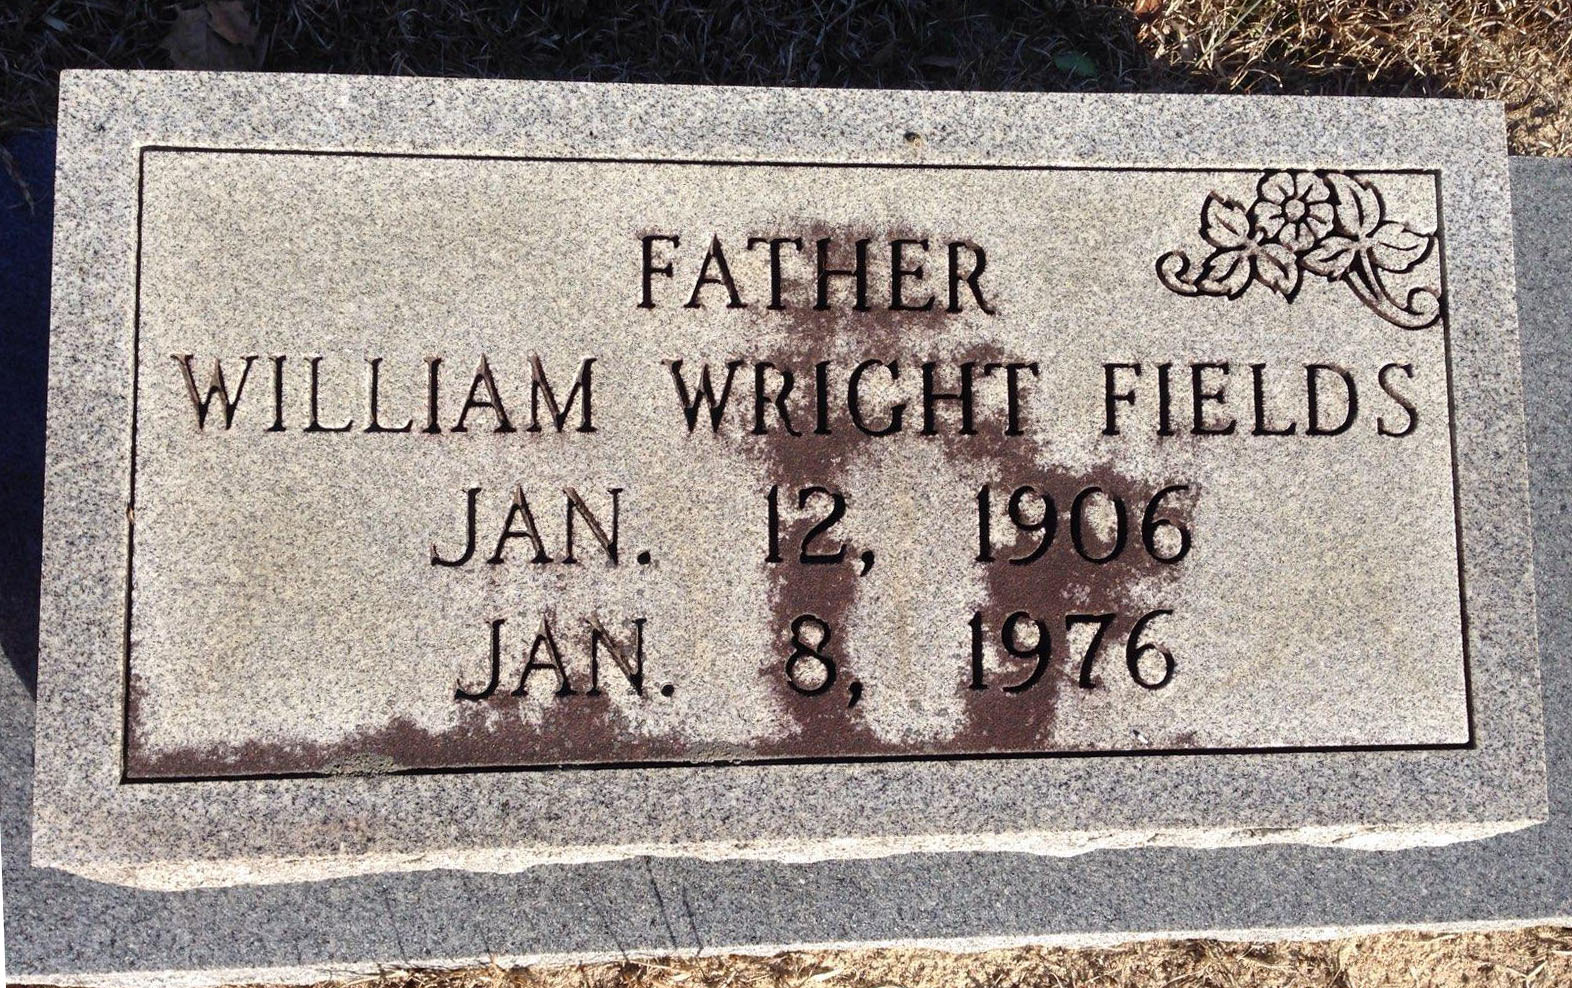 FATHER
WILLIAM WRIGHT FIELDS
JAN. 12, 1906
JAN. 8, 1976